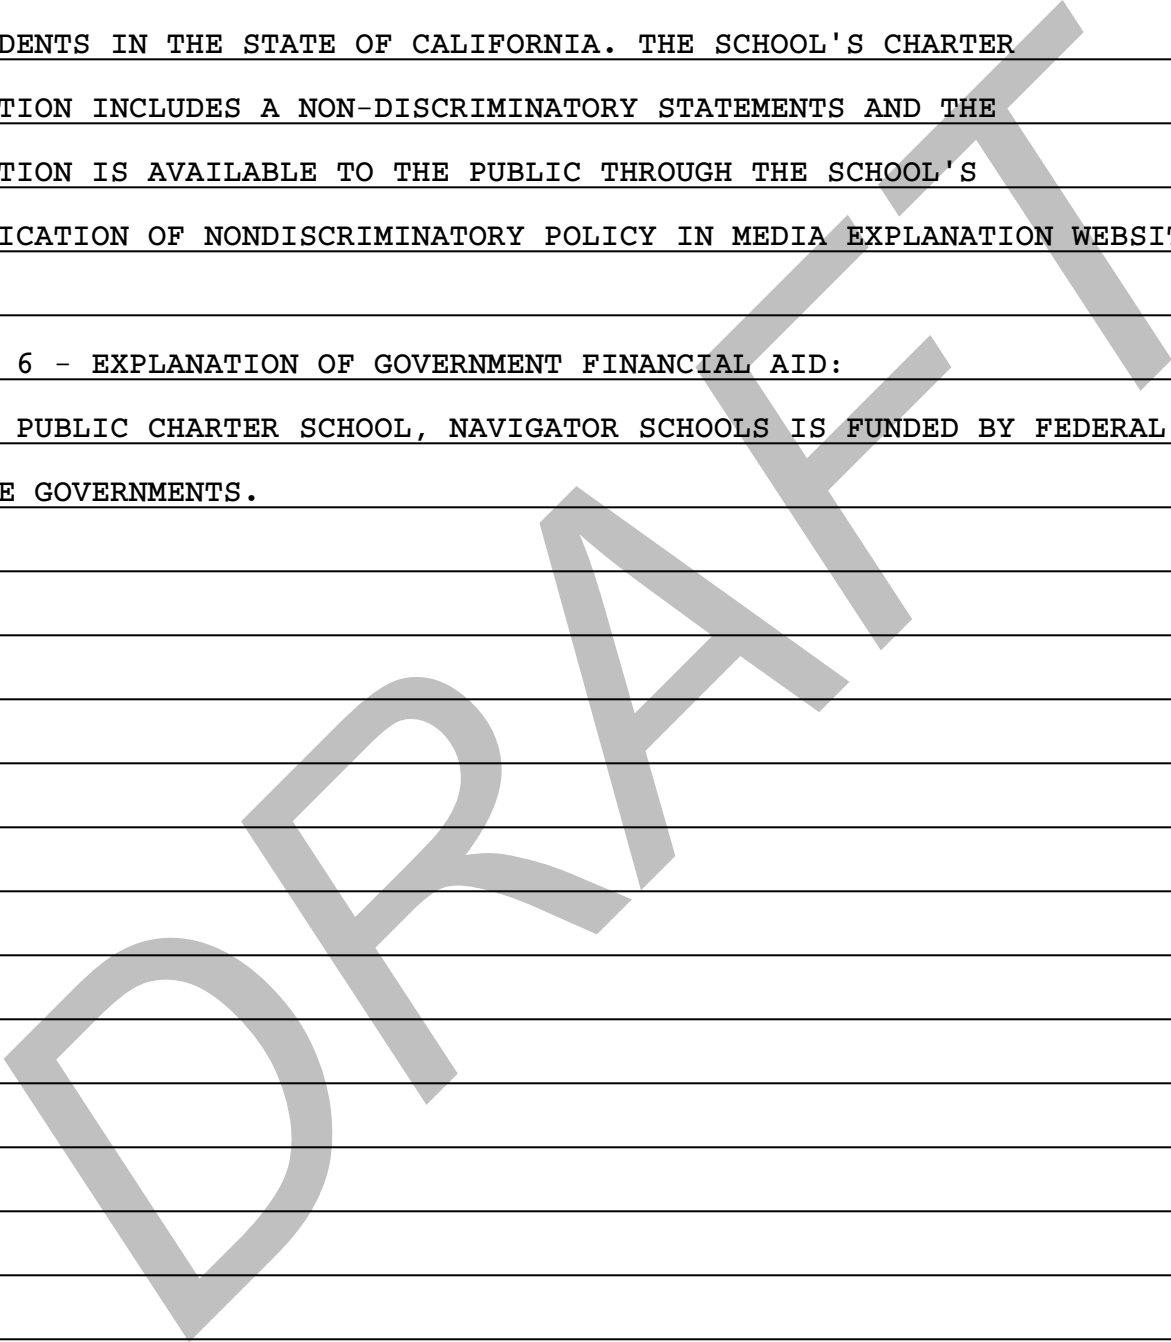 DENTS IN THE STATE OF CALIFORNIA. THE SCHOOL'S CHARTER
TION INCLUDES A NON-DISCRIMINATORY STATEMENTS AND THE
TION IS AVAILABLE TO THE PUBLIC THROUGH THE SCHOOL'S
ICATION OF NONDISCRIMINATORY POLICY IN MEDIA EXPLANATION WEBSIT
6 - EXPLANATION OF GOVERNMENT FINANCIAL AID:
PUBLIC CHARTER SCHOOL, NAVIGATOR SCHOOLS IS FUNDED BY FEDERAL
E GOVERNMENTS.
DRAFT